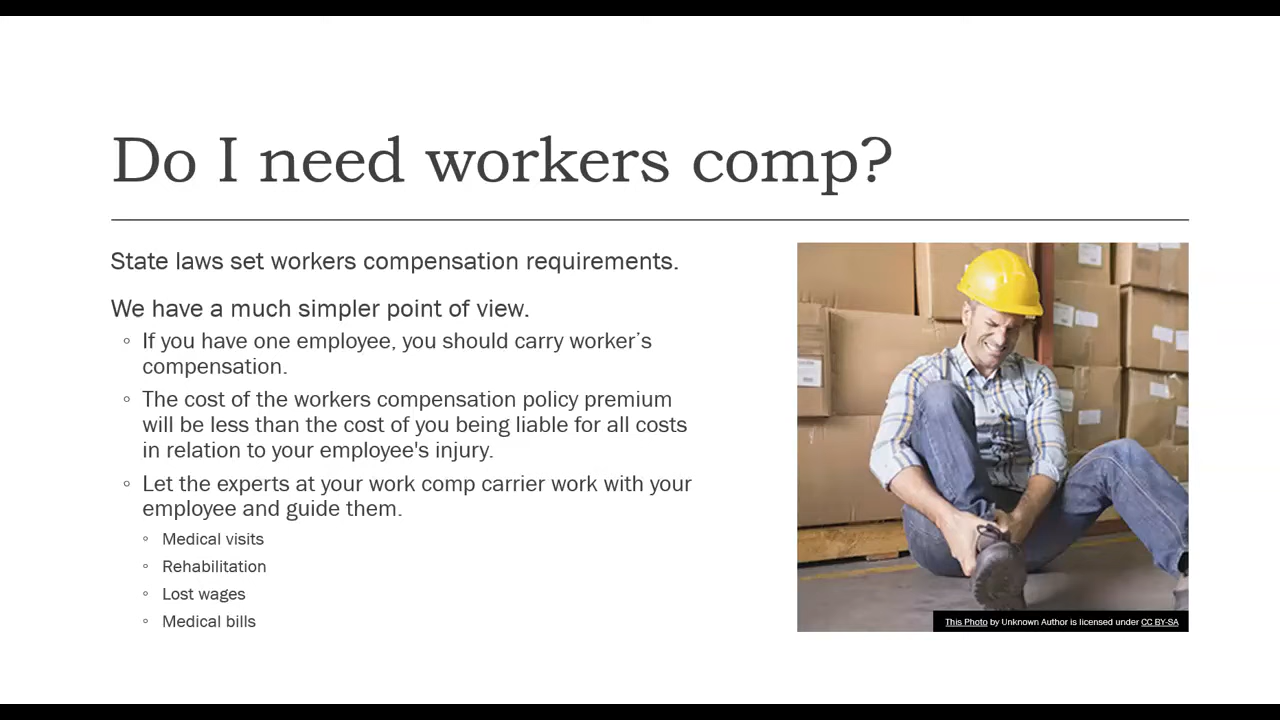 Do I need workers comp?
State laws set workers compensation requirements.
We have a much simpler point of view.
◦ If you have one employee, you should carry worker’s
compensation.
◦ The cost of the workers compensation policy premium
will be less than the cost of you being liable for all costs
in relation to your employee's injury.
◦ Let the experts at your work comp carrier work with your
employee and guide them.
◦ Medical visits
◦ Rehabilitation
◦ Lost wages
◦ Medical bills
This Photo by Unknown Author is licensed under CC BY-SA